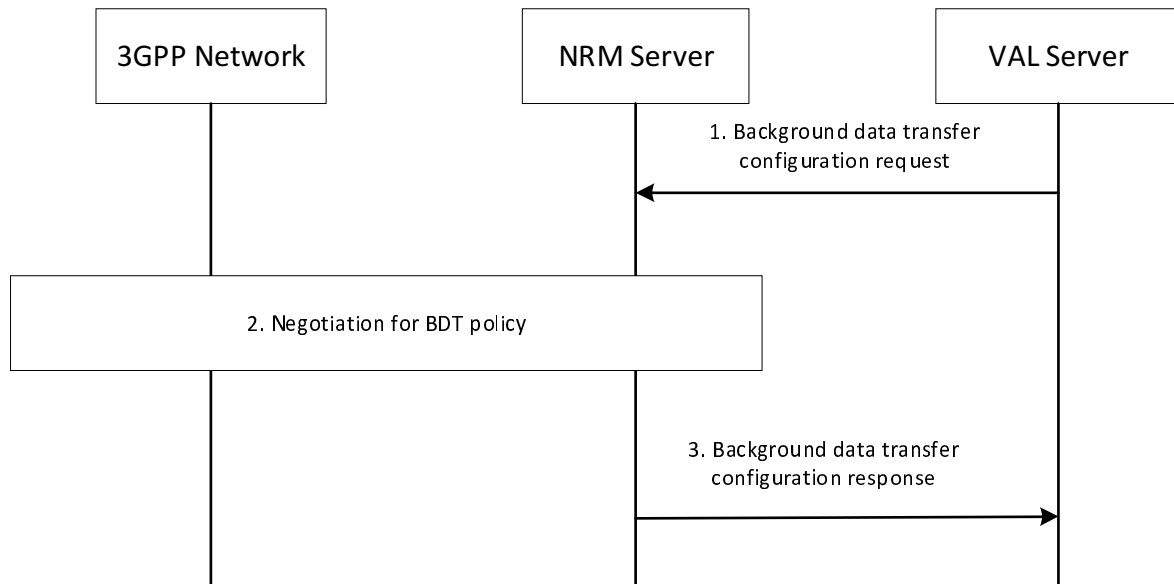 3GPP Network
NRM Server
VAL Server
1. Background data transfer
configuration request
2. Negotiation for BDT policy
3. Background data transfer
configuration response